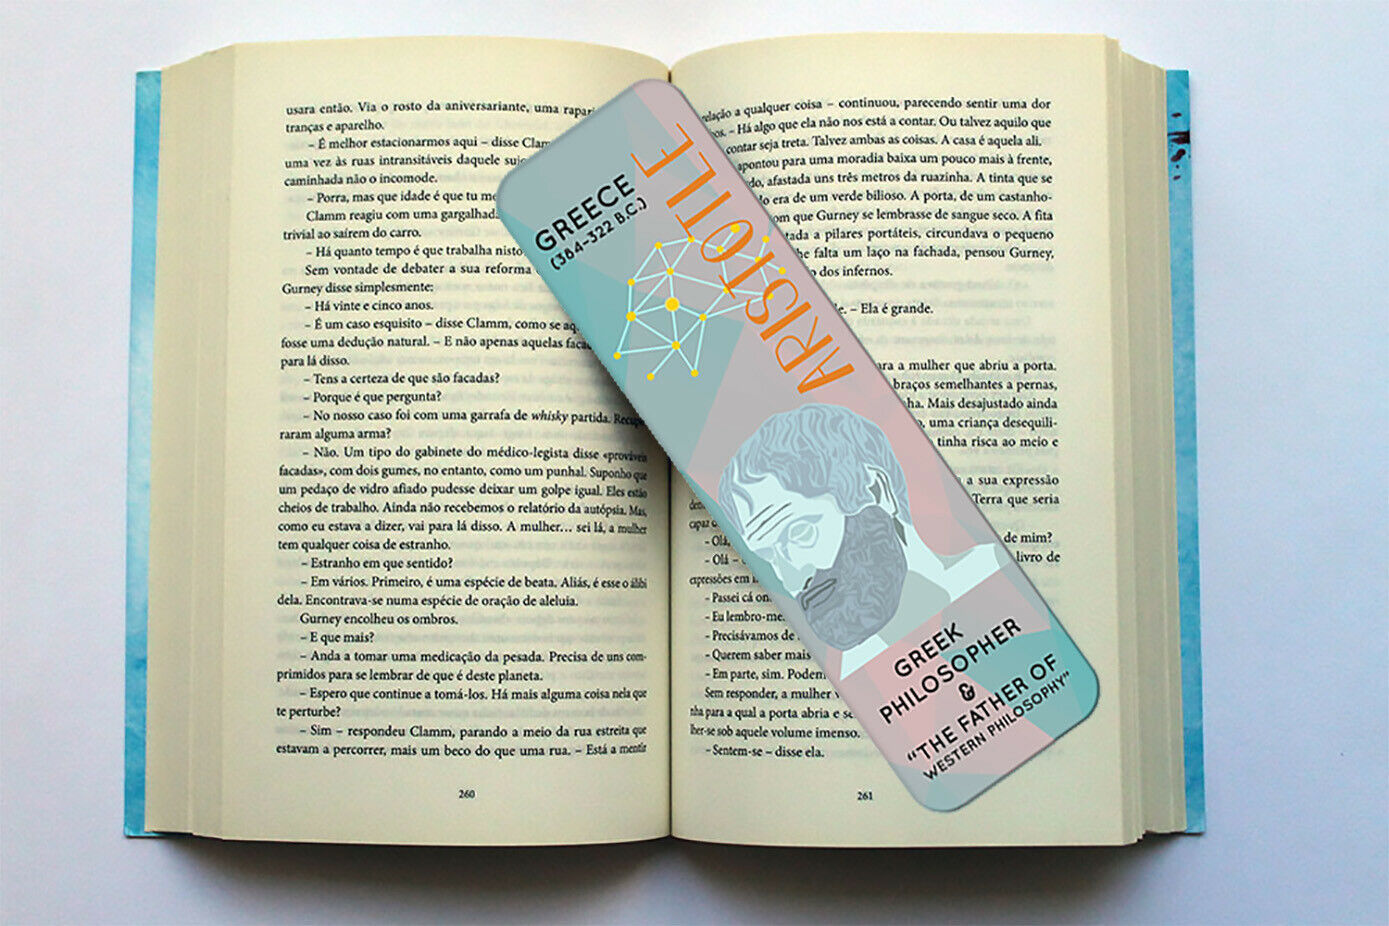 usara então. Via o rosto da aniversariante, uma
tranças e aparelho.
– É melhor estacionarmos aqui – disse
uma vez às ruas intransitáveis daquele
caminhada não o incomode.
– Porra, mas que idade é que tu
Clamm reagiu com uma gargalhada
trivial ao saírem do carro.
– Há quanto tempo é que trabalha
Sem vontade de debater a sua reforma
Gurney disse simplesmente:
– Há vinte e cinco anos.
– É um caso esquisito – disse Clamm, como se
fosse uma dedução natural. – E não apenas aquelas
para lá disso.
– Tens a certeza de que são facadas?
– Porque é que pergunta?
– No nosso caso foi com uma garrafa de whisky partida. Recupe-
raram alguma arma?
– Não. Um tipo do gabinete do médico-legista disse «prováveis
facadas», com dois gumes, no entanto, como um punhal. Suponho que
um pedaço de vidro afiado pudesse deixar um golpe igual. Eles estão
cheios de trabalho. Ainda não recebemos o relatório da autópsia. Mas,
como eu estava a dizer, vai para lá disso. A mulher… sei lá, a mulher
tem qualquer coisa de estranho.
– Estranho em que sentido?
– Em vários. Primeiro, é uma espécie de beata. Aliás, é esse o álibi
dela. Encontrava-se numa espécie de oração de aleluia.
Gurney encolheu os ombros.
– E que mais?
– Anda a tomar uma medicação da pesada. Precisa de uns com-
primidos para se lembrar de que é deste planeta.
– Espero que continue a tomá-los. Há mais alguma coisa nela que
te perturbe?
– Sim – respondeu Clamm, parando a meio da rua estreita que
estavam a percorrer, mais um beco do que uma rua. – Está a mentir
260
GREECE
(384-322 B.C.)
ARISTOTLE
GREEK
PHILOSOPHER
&
“THE FATHER OF
WESTERN PHILOSOPHY”
relação a qualquer coisa – continuou, parecendo sentir uma dor
– Há algo que ela não nos está a contar. Ou talvez aquilo que
contar seja treta. Talvez ambas as coisas. A casa é aquela ali.
apontou para uma moradia baixa um pouco mais à frente,
afastada uns três metros da ruazinha. A tinta que se
era de um verde bilioso. A porta, de um castanho-
com que Gurney se lembrasse de sangue seco. A fita
a pilares portáteis, circundava o pequeno
falta um laço na fachada, pensou Gurney,
dos infernos.
– Ela é grande.
a mulher que abriu a porta.
braços semelhantes a pernas,
Mais desajustado ainda
uma criança desequili-
tinha risca ao meio e
a sua expressão
Terra que seria
de mim?
livro de
– Olá,
– Olá –
expressões em
– Passei cá
– Eu lembro-me.
– Precisávamos de
– Querem saber mais
– Em parte, sim.
Sem responder, a mulher
nha para a qual a porta abria e
lher-se sob aquele volume imenso.
– Sentem-se – disse ela.
261